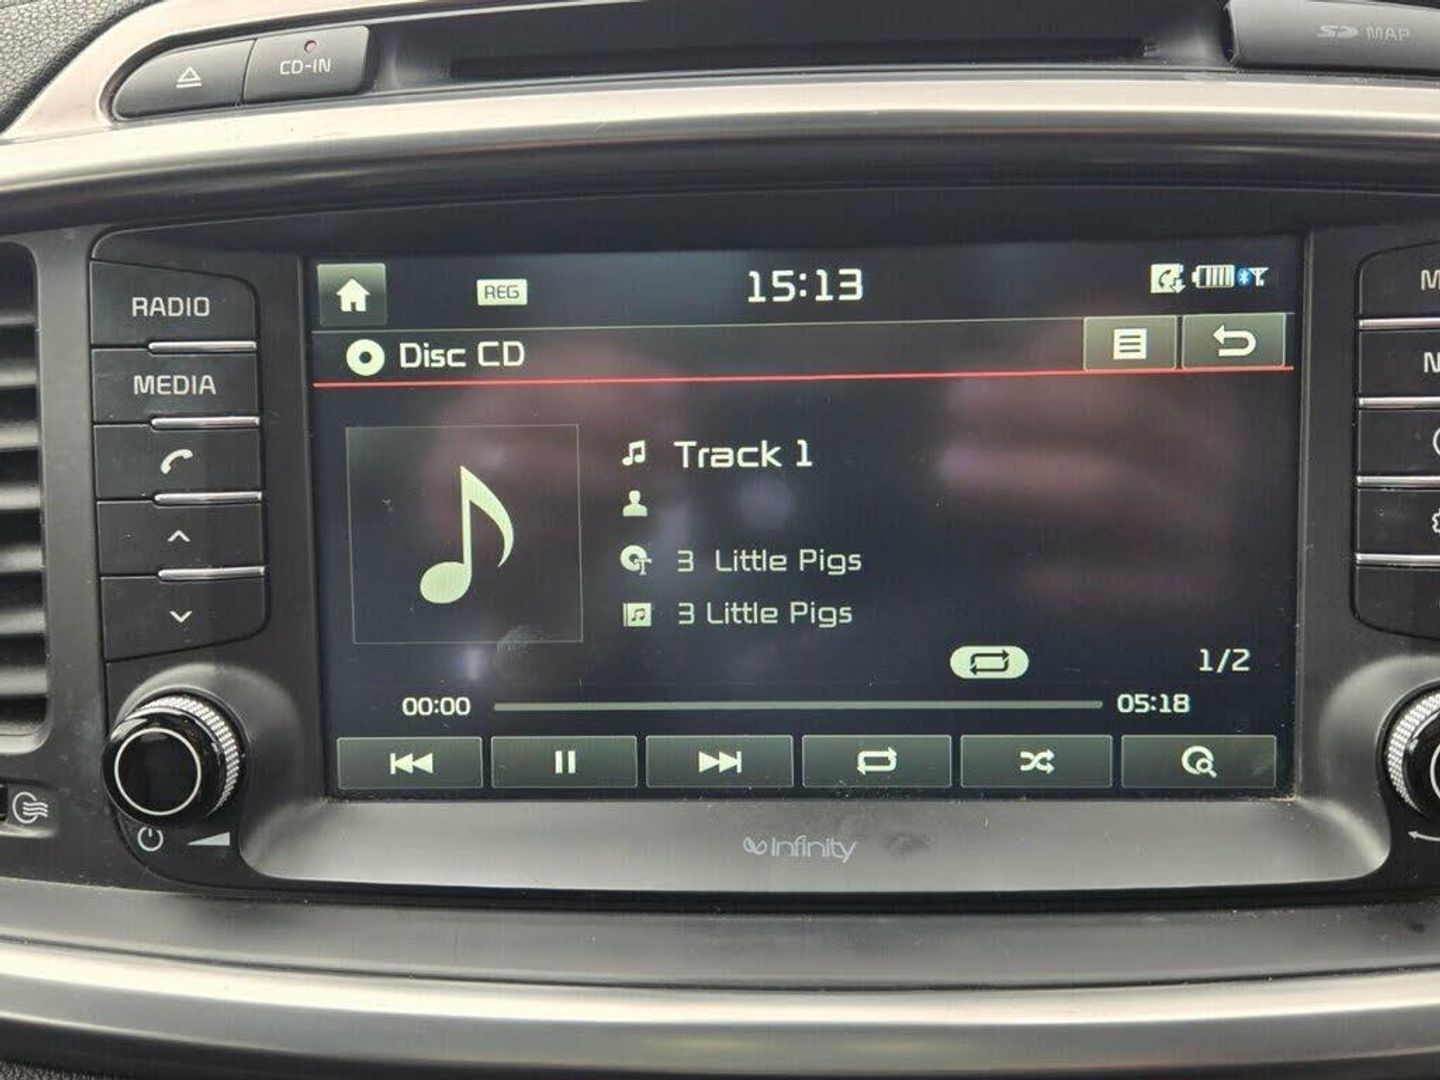 CD-IN
SD MAP
RADIO
MEDIA
REG
15:13
Disc CD
Track 1
3 Little Pigs
3 Little Pigs
1/2
00:00
05:18
infinity